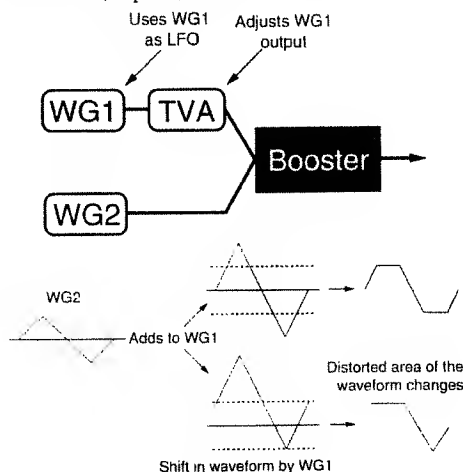 Uses WG1
as LFO
Adjusts WG1
output
WG1
TVA
Booster
WG2
WG2
Adds to WG1
Distorted area of the
waveform changes
Shift in waveform by WG1